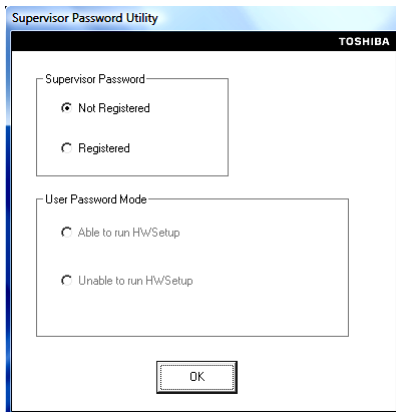 Supervisor Password Utility
TOSHIBA
Supervisor Password
Not Registered
Registered
User Password Mode
Able to run HWSetup
Unable to run HWSetup
OK